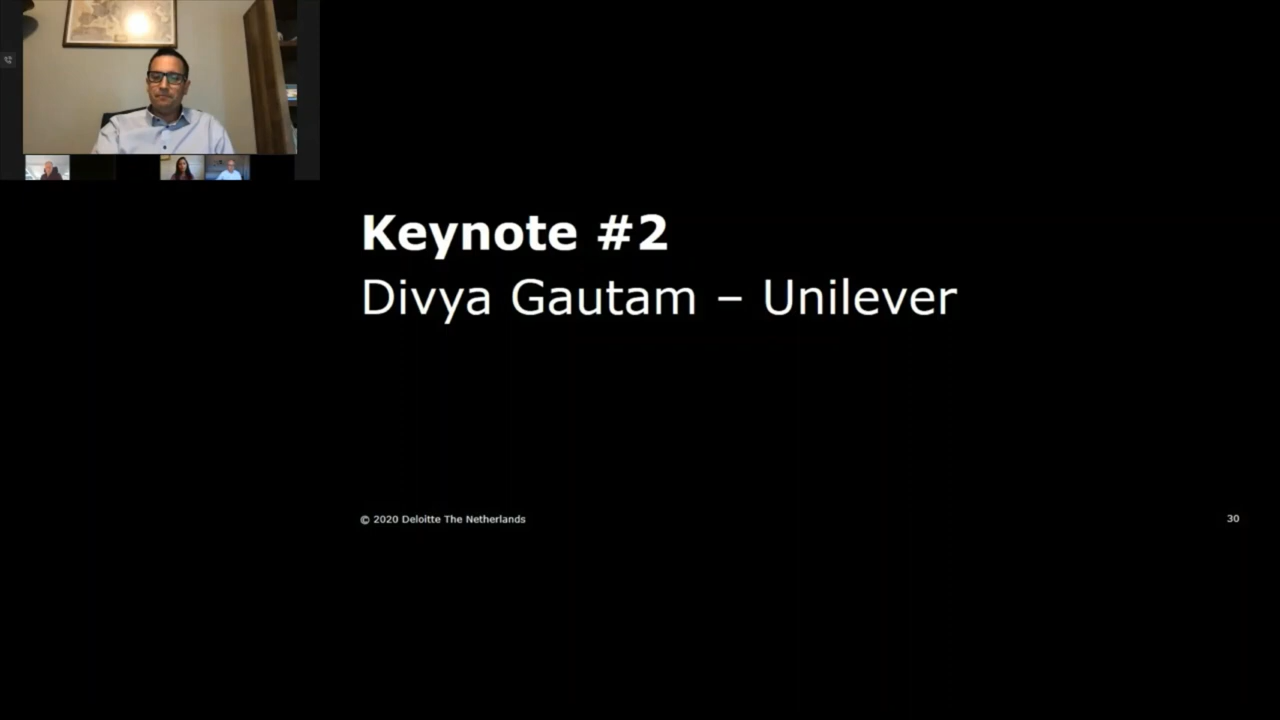 Keynote #2
Divya Gautam – Unilever
© 2020 Deloitte The Netherlands
30